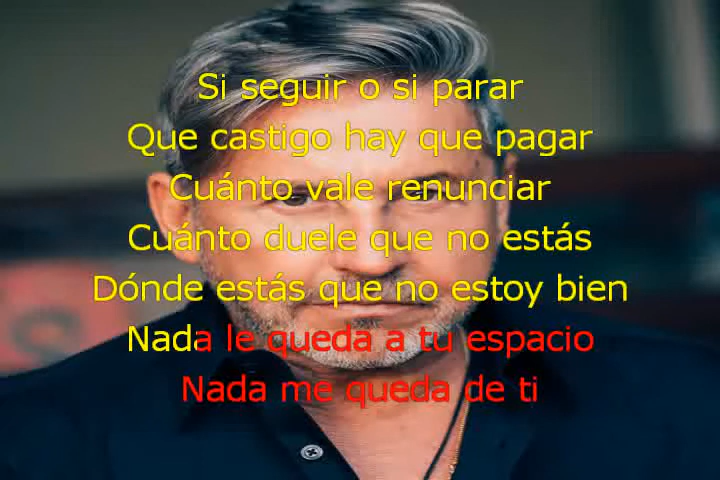 Si seguir o si parar
Que castigo hay que pagar
Cuánto vale renunciar
Cuánto duele que no estás
Dónde estás que no estoy bien
Nada le queda a tu espacio
Nada me queda de ti